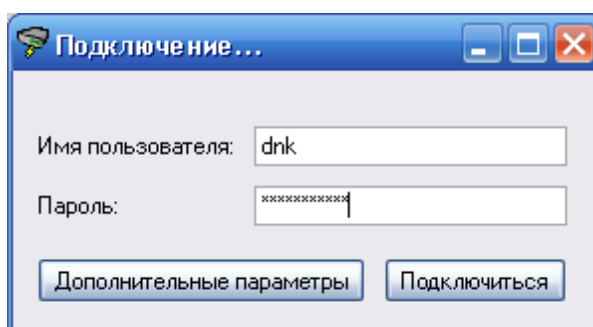 Подключение...
Имя пользователя: dnk
Пароль: ***********
Дополнительные параметры Подключиться